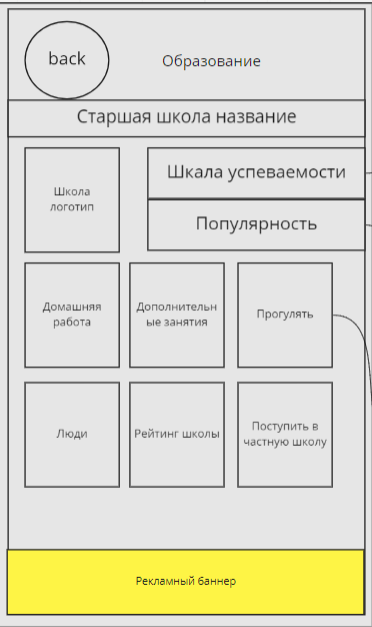 back
Образование
Старшая школа название
Школа
логотип
Шкала успеваемости
Популярность
Домашняя
работа
Дополнительн
ые занятия
Прогулять
Люди
Рейтинг школы
Поступить в
частную школу
Рекламный баннер